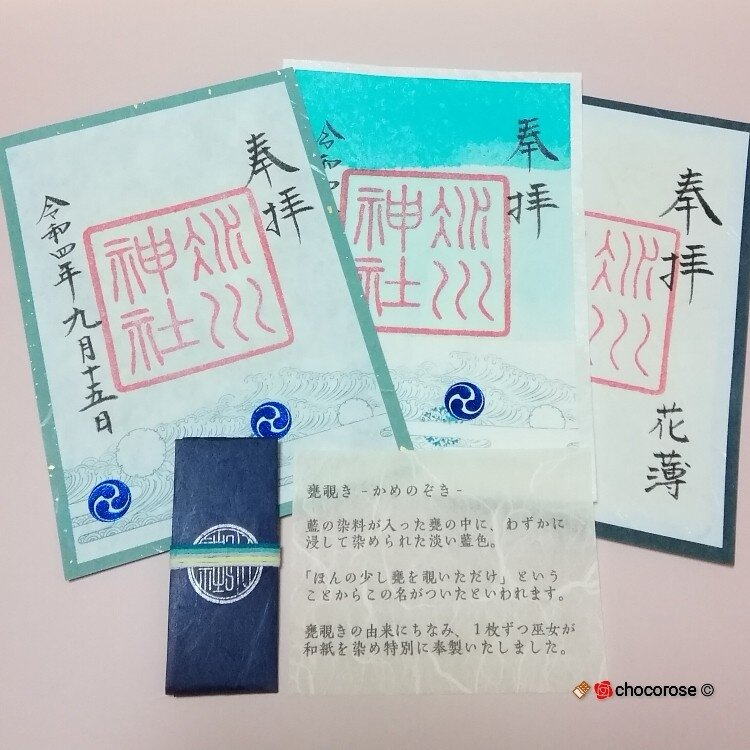 奉拝
氷川
神社
令和四年九月十五日
奉拝
氷川
神社
令和
奉拝
花薄
甕覗き -かめのぞき-
藍の染料が入った甕の中に、わずかに
浸して染められた淡い藍色。
「ほんの少し甕を覗いただけ」という
ことからこの名がついたといわれます。
甕覗きの由来にちなみ、1枚ずつ巫女が
和紙を染め特別に奉製いたしました。
chocorose ©